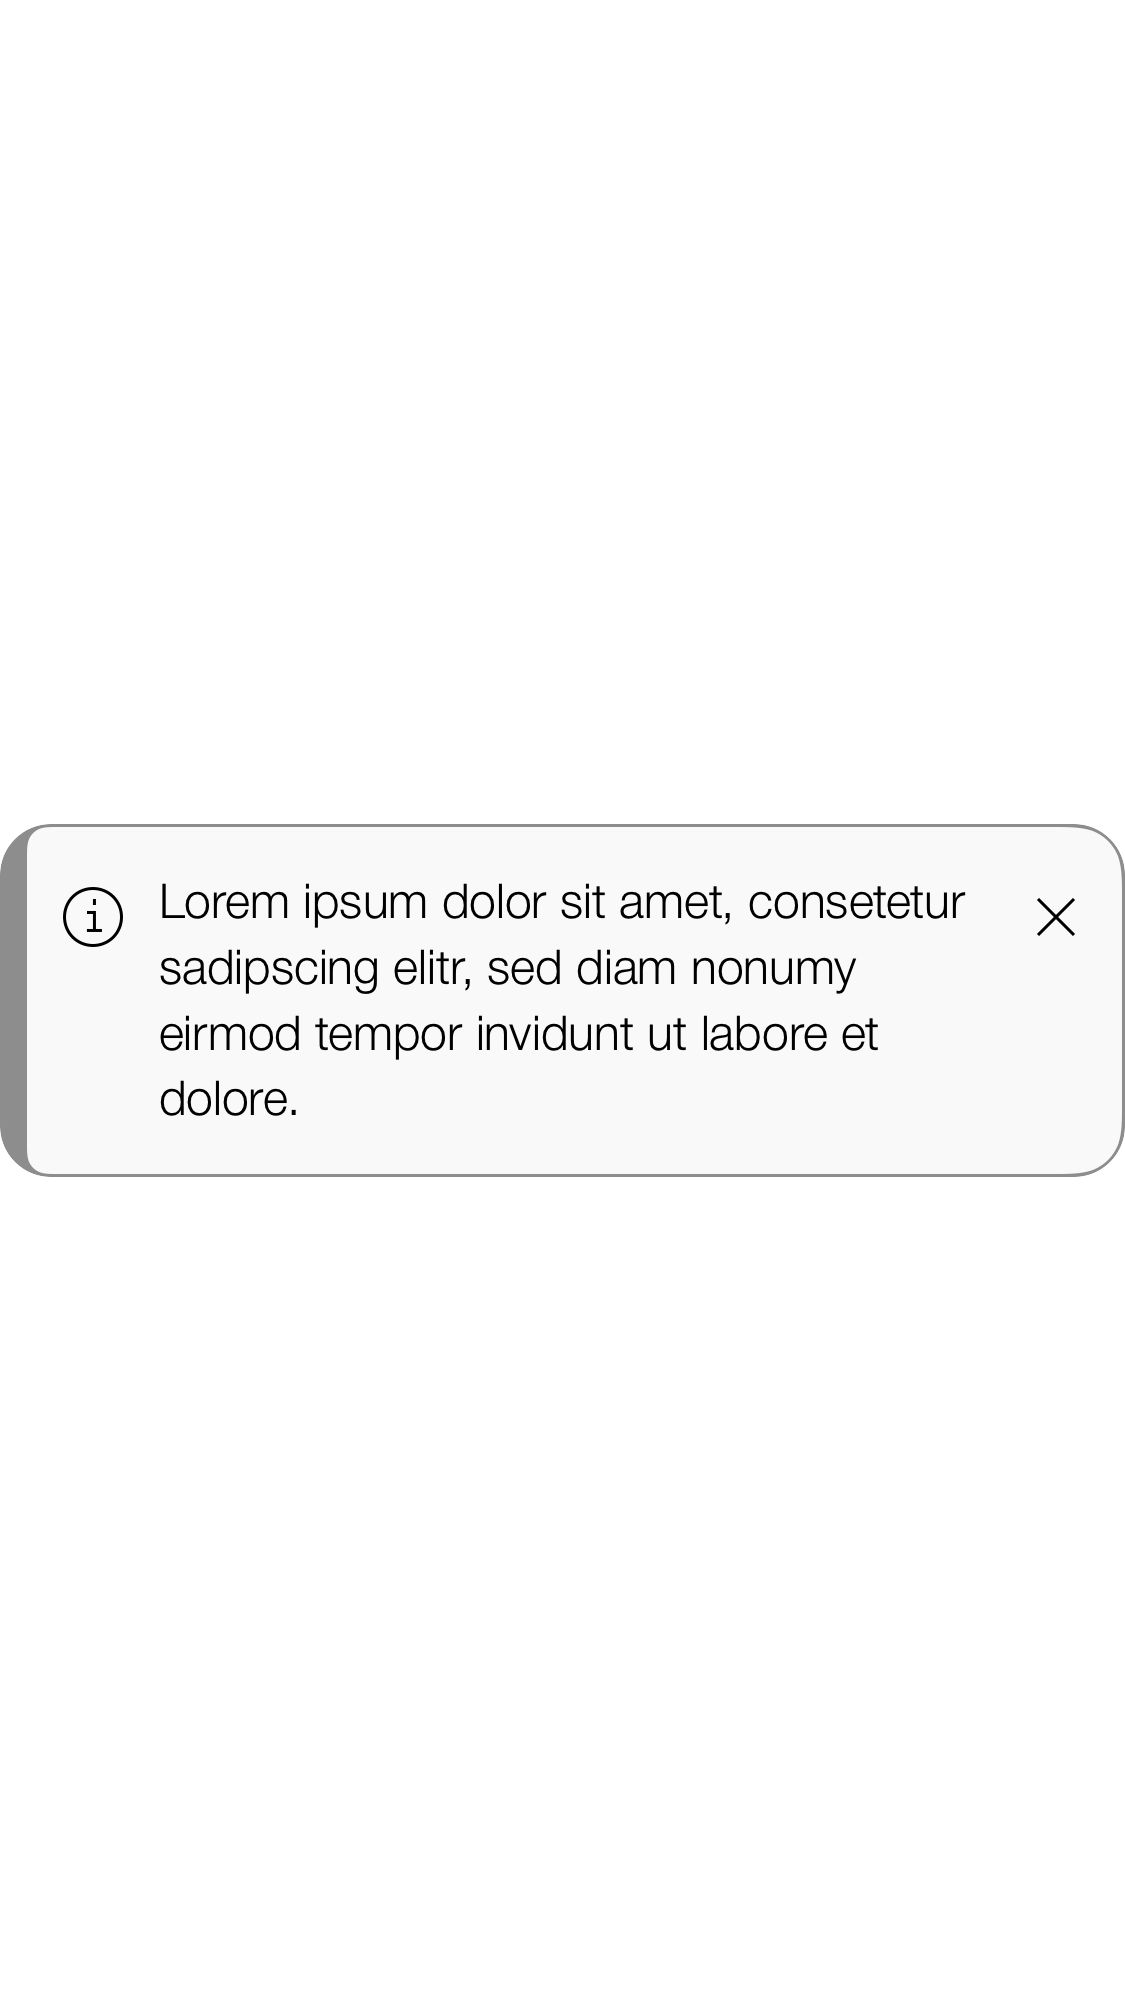 Lorem ipsum dolor sit amet, consetetur
sadipscing elitr, sed diam nonumy
eirmod tempor invidunt ut labore et
dolore.